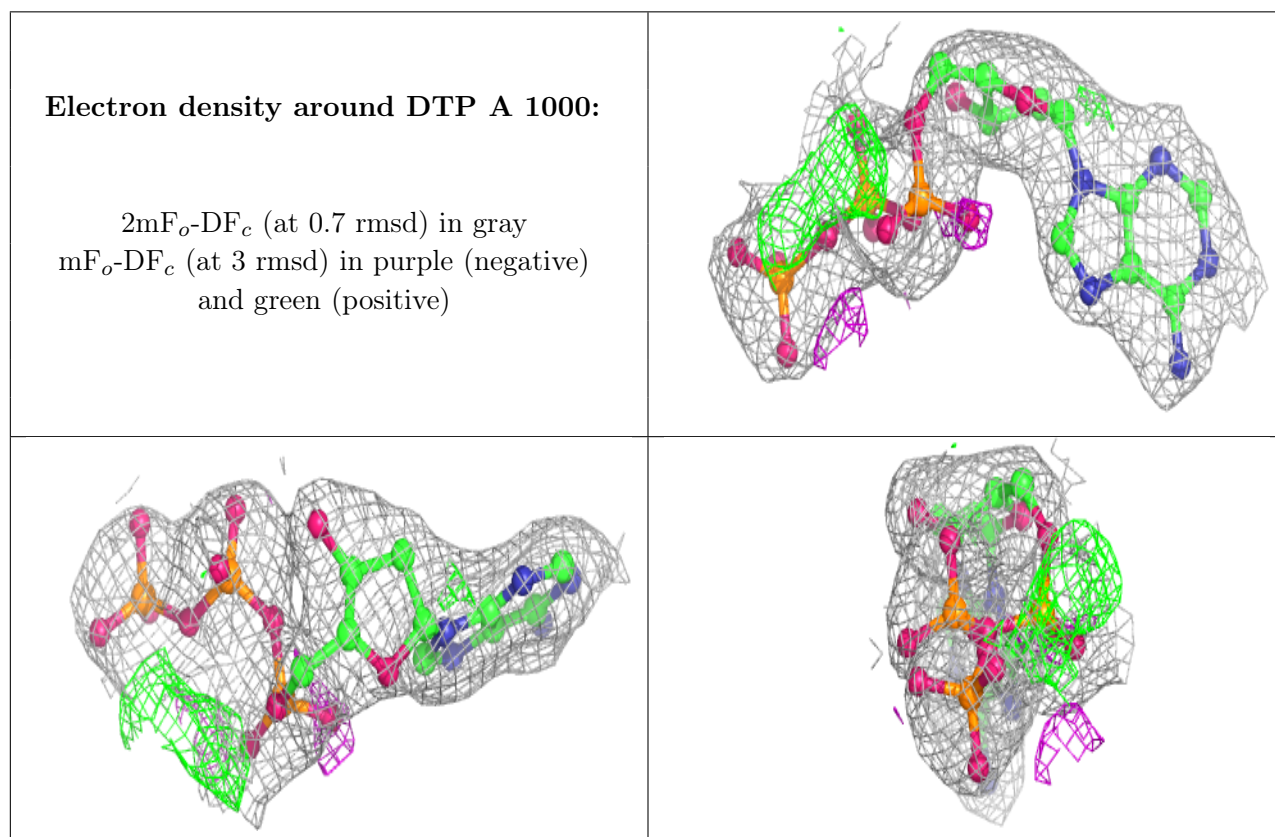 Electron density around DTP A 1000:
2mFo-DFc (at 0.7 rmsd) in gray
mFo-DFc (at 3 rmsd) in purple (negative)
and green (positive)